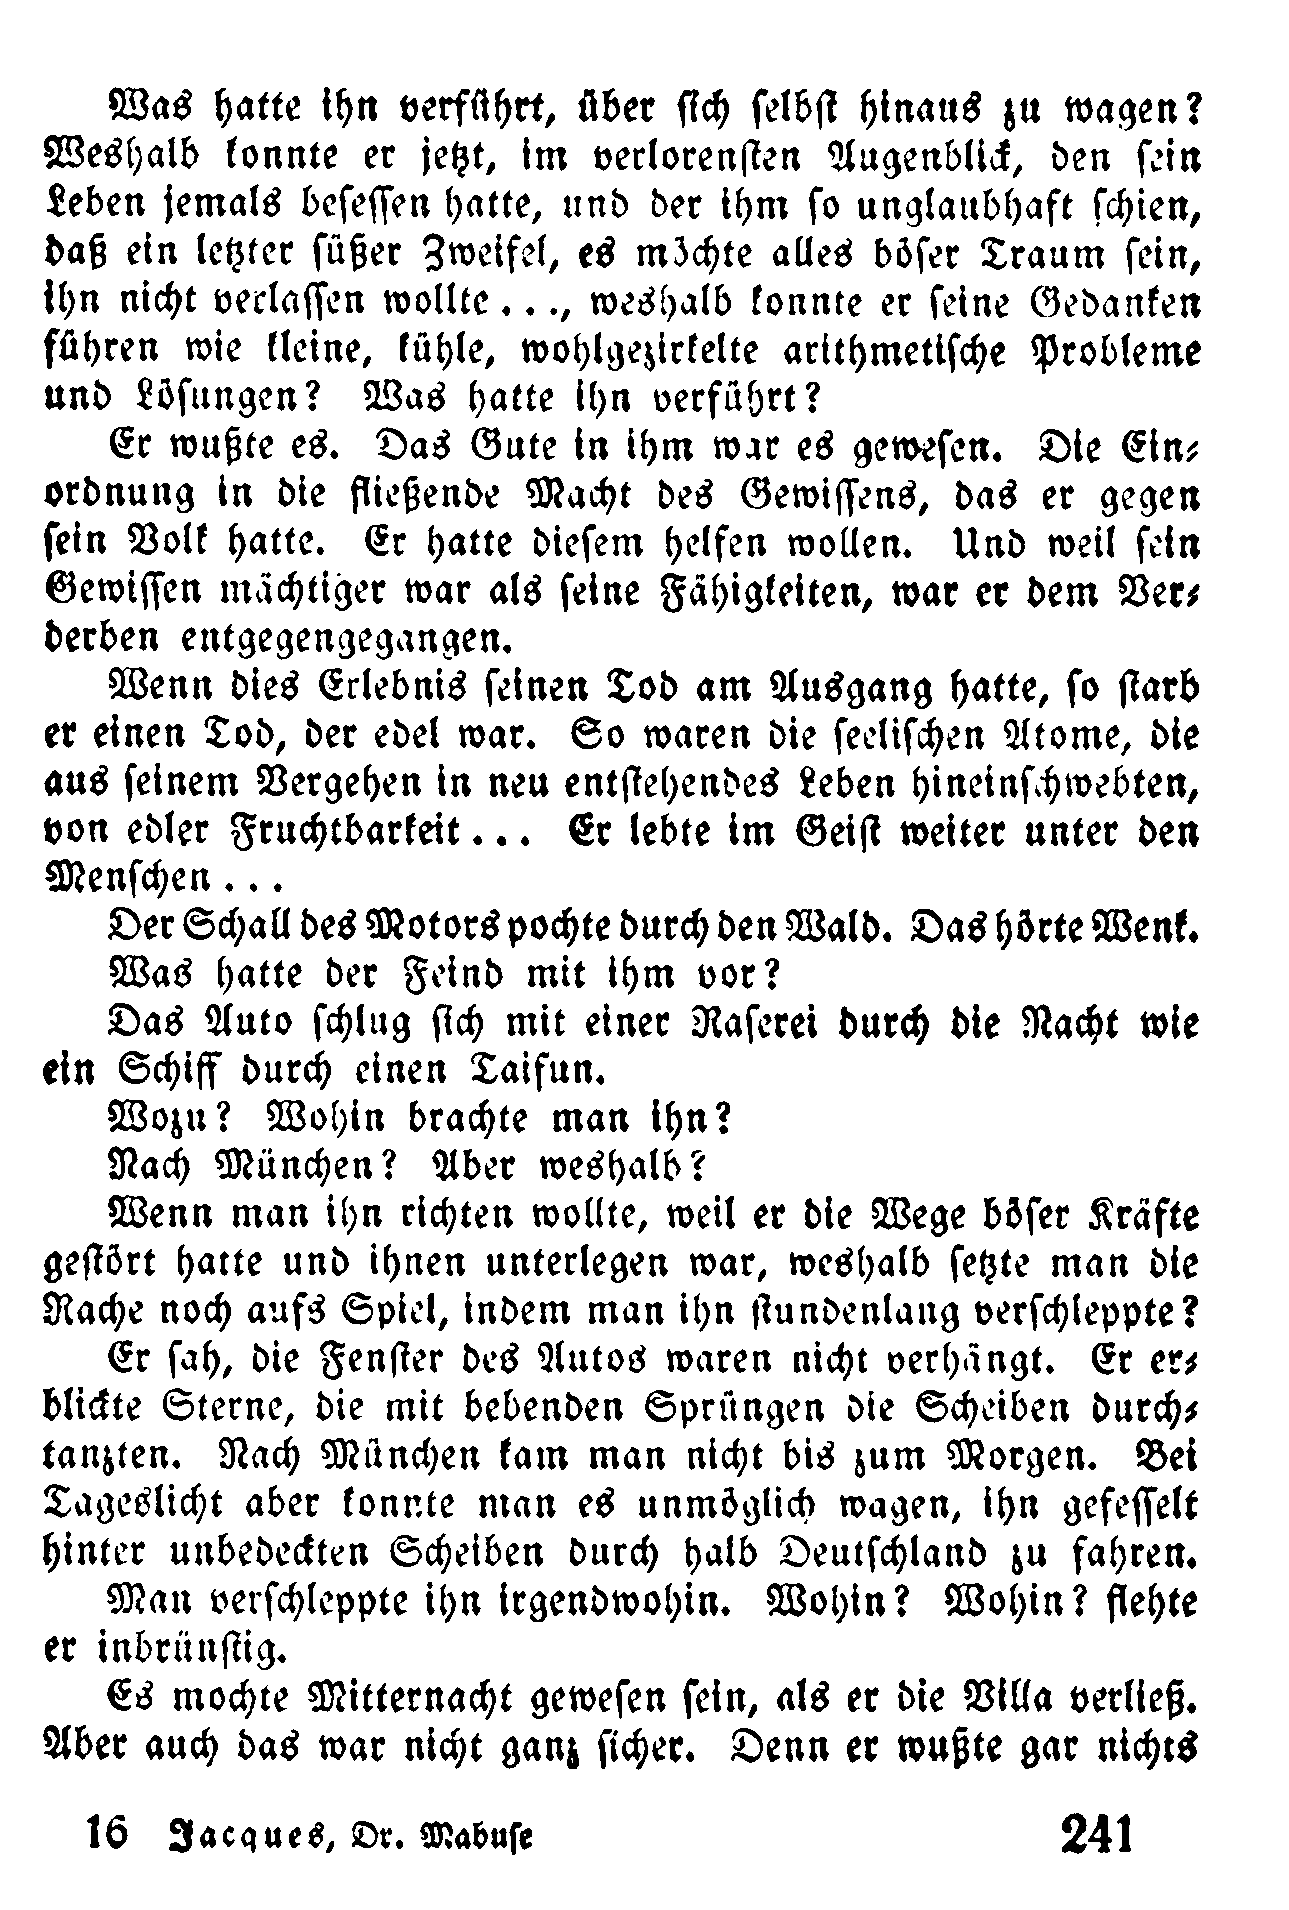 Was hatte ihn verführt, über sich selbst hinaus zu wagen?
Weshalb konnte er jetzt, im verlorensten Augenblick, den sein
Leben jemals besessen hatte, und der ihm so unglaubhaft schien,
daß ein letzter süßer Zweifel, es möchte alles böser Traum sein,
ihn nicht verlassen wollte . . ., weshalb konnte er seine Gedanken
führen wie kleine, kühle, wohlgezirkelte arithmetische Probleme
und Lösungen? Was hatte ihn verführt?
Er wußte es. Das Gute in ihm war es gewesen. Die Ein-
ordnung in die fließende Macht des Gewissens, das er gegen
sein Volk hatte. Er hatte diesem helfen wollen. Und weil sein
Gewissen mächtiger war als seine Fähigkeiten, war er dem Ver-
derben entgegengegangen.
Wenn dies Erlebnis seinen Tod am Ausgang hatte, so starb
er einen Tod, der edel war. So waren die seelischen Atome, die
aus seinem Vergehen in neu entstehendes Leben hineinschwebten,
von edler Fruchtbarkeit . . . Er lebte im Geist weiter unter den
Menschen . . .
Der Schall des Motors pochte durch den Wald. Das hörte Wenk.
Was hatte der Feind mit ihm vor?
Das Auto schlug sich mit einer Raserei durch die Nacht wie
ein Schiff durch einen Taifun.
Wozu? Wohin brachte man ihn?
Nach München? Aber weshalb?
Wenn man ihn richten wollte, weil er die Wege böser Kräfte
gestört hatte und ihnen unterlegen war, weshalb setzte man die
Rache noch aufs Spiel, indem man ihn stundenlang verschleppte?
Er sah, die Fenster des Autos waren nicht verhängt. Er er-
blickte Sterne, die mit bebenden Sprüngen die Scheiben durch-
tanzten. Nach München kam man nicht bis zum Morgen. Bei
Tageslicht aber konnte man es unmöglich wagen, ihn gefesselt
hinter unbedeckten Scheiben durch halb Deutschland zu fahren.
Man verschleppte ihn irgendwohin. Wohin? Wohin? flehte
er inbrünstig.
Es mochte Mitternacht gewesen sein, als er die Villa verließ.
Aber auch das war nicht ganz sicher. Denn er wußte gar nichts
16 Jacques, Dr. Mabuse 241